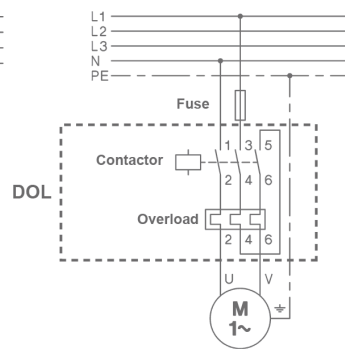 L1
L2
L3
N
PE
Fuse
1 3 5
Contactor
2 4 6
DOL
Overload
2 4 6
U V
M
1~